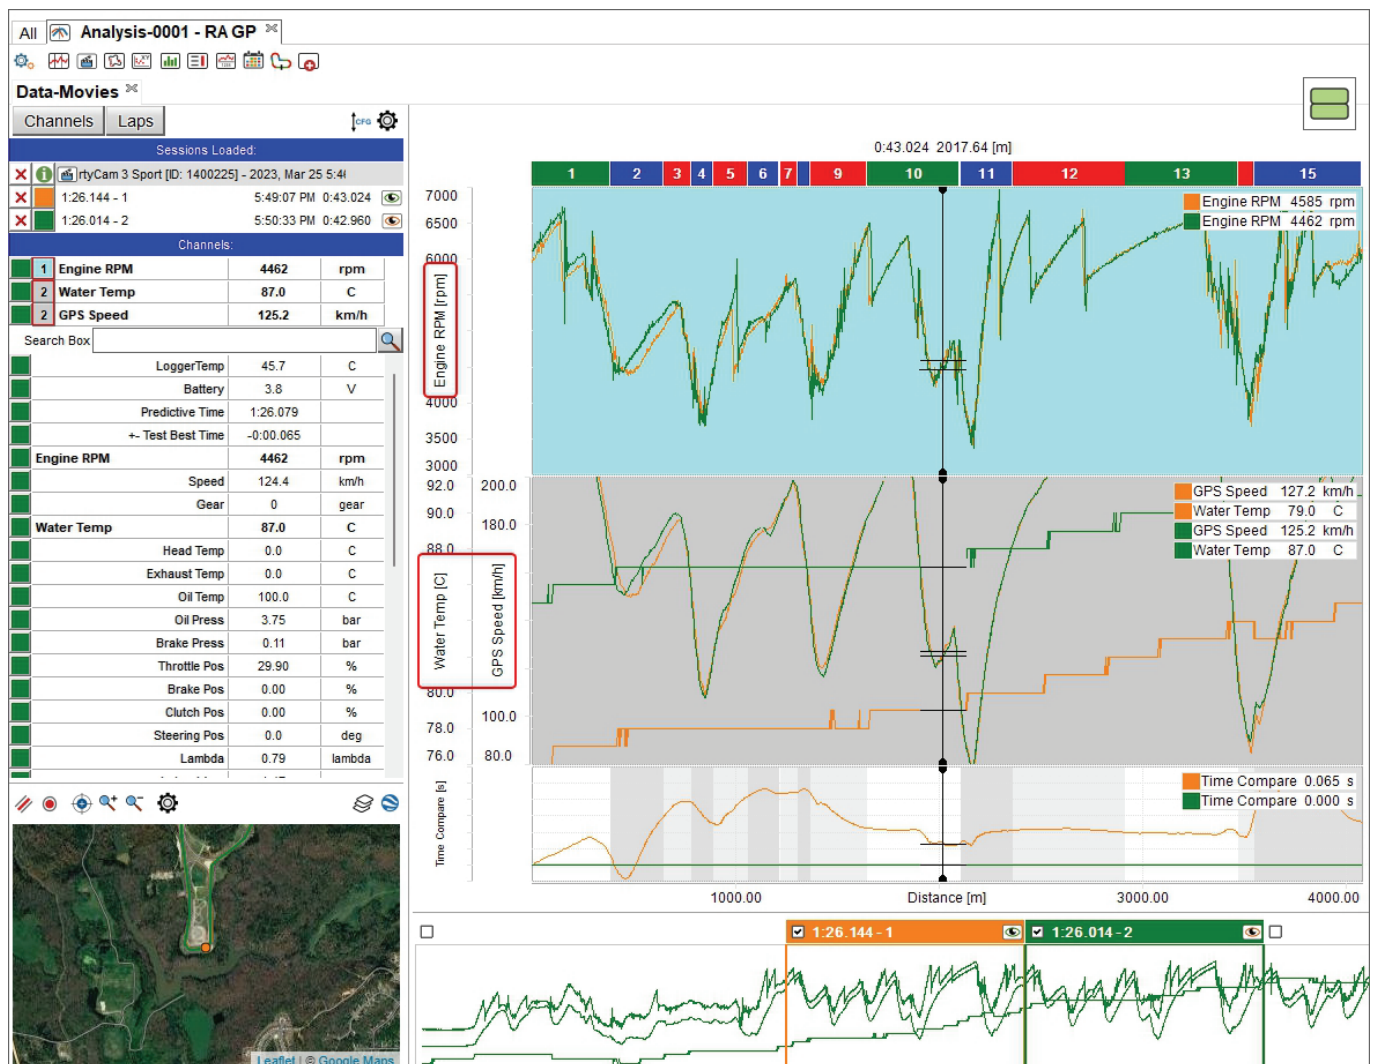 All Analysis-0001 - RA GP
Data-Movies
Channels Laps CFG
Sessions Loaded:
rtyCam 3 Sport [ID: 1400225] - 2023, Mar 25 5:4
1:26.144 - 1 5:49:07 PM 0:43.024
1:26.014 - 2 5:50:33 PM 0:42.960
Channels:
1 Engine RPM 4462 rpm
2 Water Temp 87.0 C
2 GPS Speed 125.2 km/h
Search Box
LoggerTemp 45.7 C
Battery 3.8 V
Predictive Time 1:26.079
+- Test Best Time -0:00.065
Engine RPM 4462 rpm
Speed 124.4 km/h
Gear 0 gear
Water Temp 87.0 C
Head Temp 0.0 C
Exhaust Temp 0.0 C
Oil Temp 100.0 C
Oil Press 3.75 bar
Brake Press 0.11 bar
Throttle Pos 29.90 %
Brake Pos 0.00 %
Clutch Pos 0.00 %
Steering Pos 0.0 deg
Lambda 0.79 lambda
Leaflet | © Google Maps
0:43.024 2017.64 [m]
1 2 3 4 5 6 7 9 10 11 12 13 15
7000
6500
6000
4000
3500
3000
Engine RPM [rpm]
Engine RPM 4585 rpm
Engine RPM 4462 rpm
92.0 200.0
90.0 180.0
88.0
80.0
78.0 100.0
76.0 80.0
Water Temp [C]
GPS Speed [km/h]
GPS Speed 127.2 km/h
Water Temp 79.0 C
GPS Speed 125.2 km/h
Water Temp 87.0 C
Time Compare [s]
Time Compare 0.065 s
Time Compare 0.000 s
1000.00 Distance [m] 3000.00 4000.00
1:26.144 - 1 1:26.014 - 2